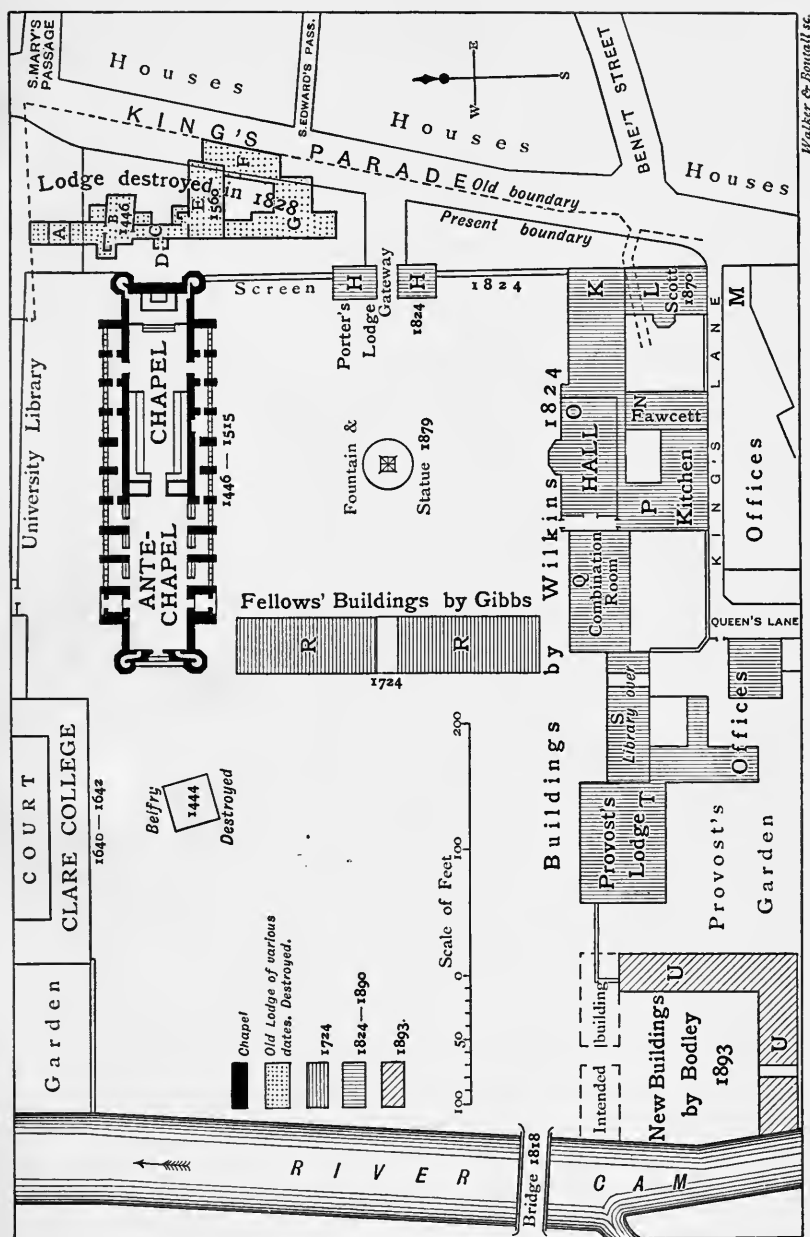 S. MARY'S
PASSAGE
Houses
S. EDWARD'S PASS.
Houses
BENE'T STREET
Houses
E
W
S
KING'S PARADE
Old boundary
Present boundary
Lodge destroyed in 1828
A
B
1446
C
D
E
1560
F
G
University Library
CHAPEL
ANTE-
CHAPEL
1446—1515
Screen
1824
Porter's
Lodge
H
Gateway
H
1824
Fountain &
Statue 1879
Fellows' Buildings by Gibbs
R
R
1724
Buildings by Wilkins 1824
K
L
Scott
1870
M
N
Fawcett
O
HALL
P
Kitchen
KING'S LANE
Offices
Q
Combination
Room
QUEEN'S LANE
S
Library over
Offices
Provost's
Lodge
T
Provost's
Garden
COURT
CLARE COLLEGE
1640—1642
Garden
Belfry
1444
Destroyed
Scale of Feet
100
50
0
100
200
Chapel
Old Lodge of various
dates. Destroyed.
1724
1824—1890
1893.
Intended building
New Buildings
by Bodley
1893
U
U
RIVER CAM
Bridge 1818
Walker & Boutall sc.